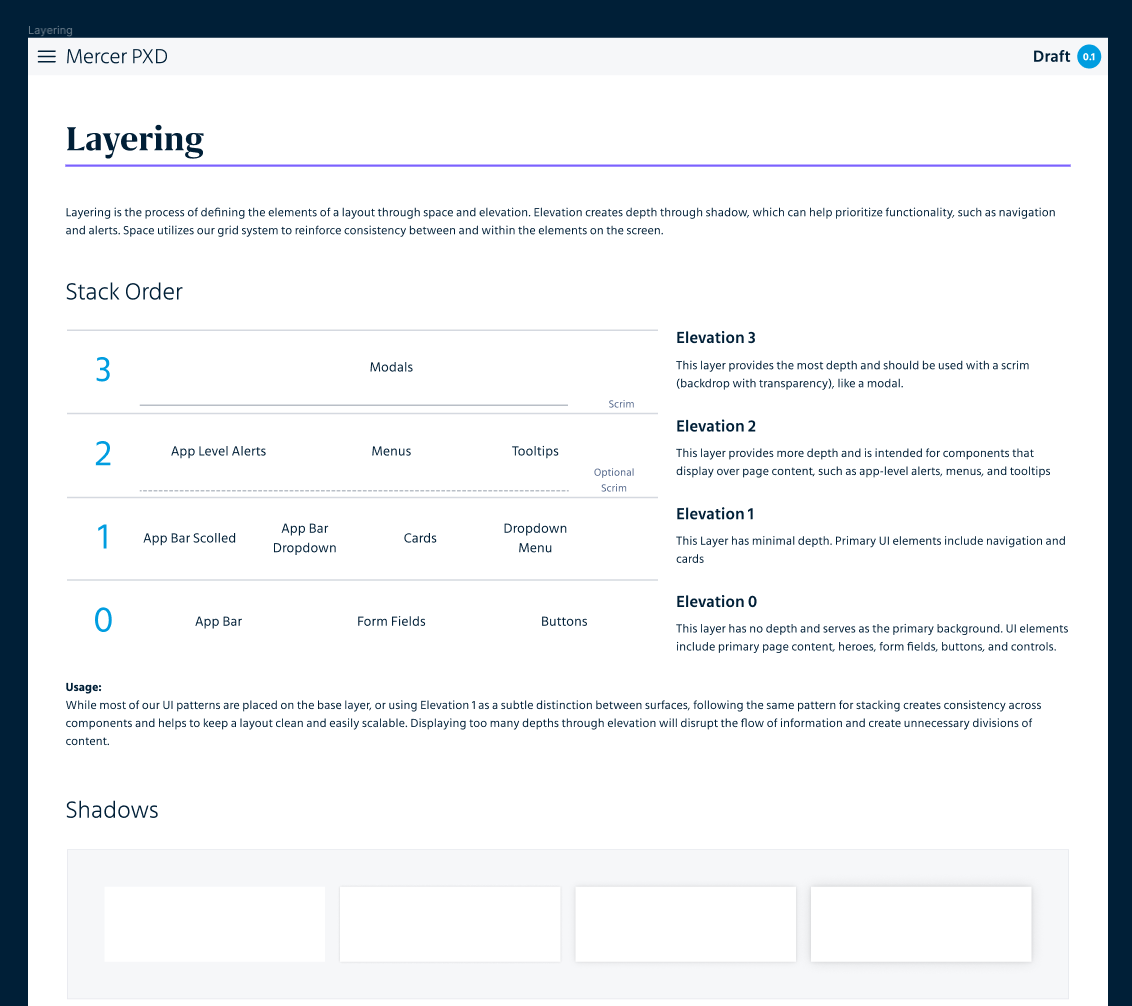 Layering
Mercer PXD
Draft 0.1
Layering
Layering is the process of defining the elements of a layout through space and elevation. Elevation creates depth through shadow, which can help prioritize functionality, such as navigation
and alerts. Space utilizes our grid system to reinforce consistency between and within the elements on the screen.
Stack Order
3
Modals
Scrim
2
App Level Alerts
Menus
Tooltips
Optional
Scrim
1
App Bar Scolled
App Bar
Dropdown
Cards
Dropdown
Menu
0
App Bar
Form Fields
Buttons
Elevation 3
This layer provides the most depth and should be used with a scrim
(backdrop with transparency), like a modal.
Elevation 2
This layer provides more depth and is intended for components that
display over page content, such as app-level alerts, menus, and tooltips
Elevation 1
This Layer has minimal depth. Primary UI elements include navigation and
cards
Elevation 0
This layer has no depth and serves as the primary background. UI elements
include primary page content, heroes, form fields, buttons, and controls.
Usage:
While most of our UI patterns are placed on the base layer, or using Elevation 1 as a subtle distinction between surfaces, following the same pattern for stacking creates consistency across
components and helps to keep a layout clean and easily scalable. Displaying too many depths through elevation will disrupt the flow of information and create unnecessary divisions of
content.
Shadows